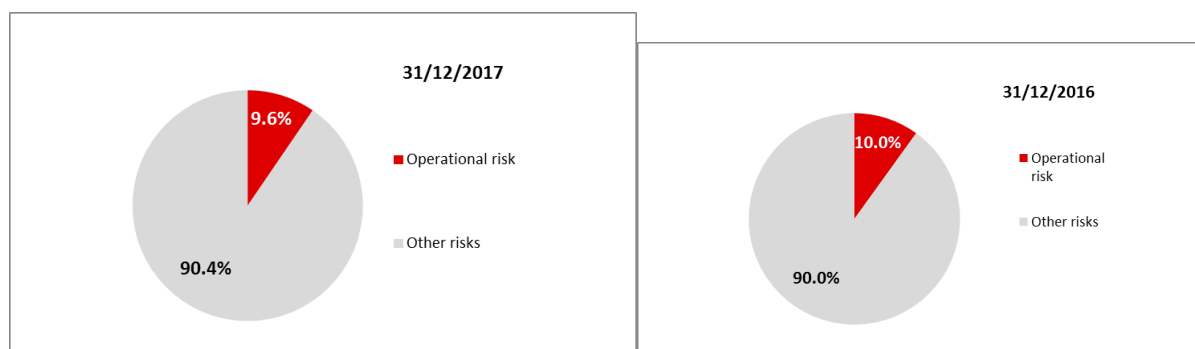 31/12/2017
9.6%
Operational risk
Other risks
90.4%
31/12/2016
10.0%
Operational
risk
Other risks
90.0%